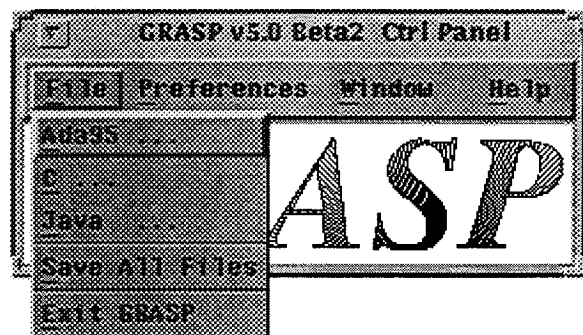 GRASP v5.0 Beta2 Ctrl Panel
File Preferences Window Help
Ada95 ...
C ...
Java ...
Save All Files
Exit GRASP
ASP